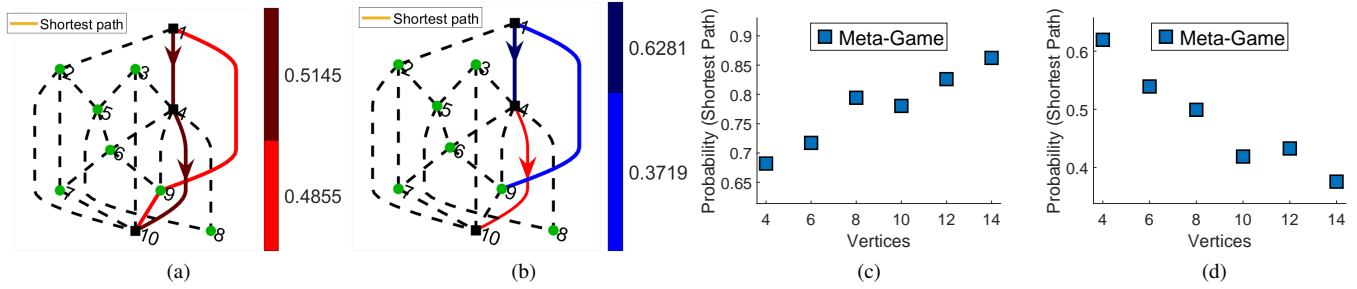 Shortest path
1
2
3
4
5
6
7
8
9
10
0.5145
0.4855
(a)
Shortest path
1
2
3
4
5
6
7
8
9
10
0.6281
0.3719
(b)
Probability (Shortest Path)
0.9
0.85
0.8
0.75
0.7
0.65
Meta-Game
4 6 8 10 12 14
Vertices
(c)
Probability (Shortest Path)
0.6
0.5
0.4
Meta-Game
4 6 8 10 12 14
Vertices
(d)